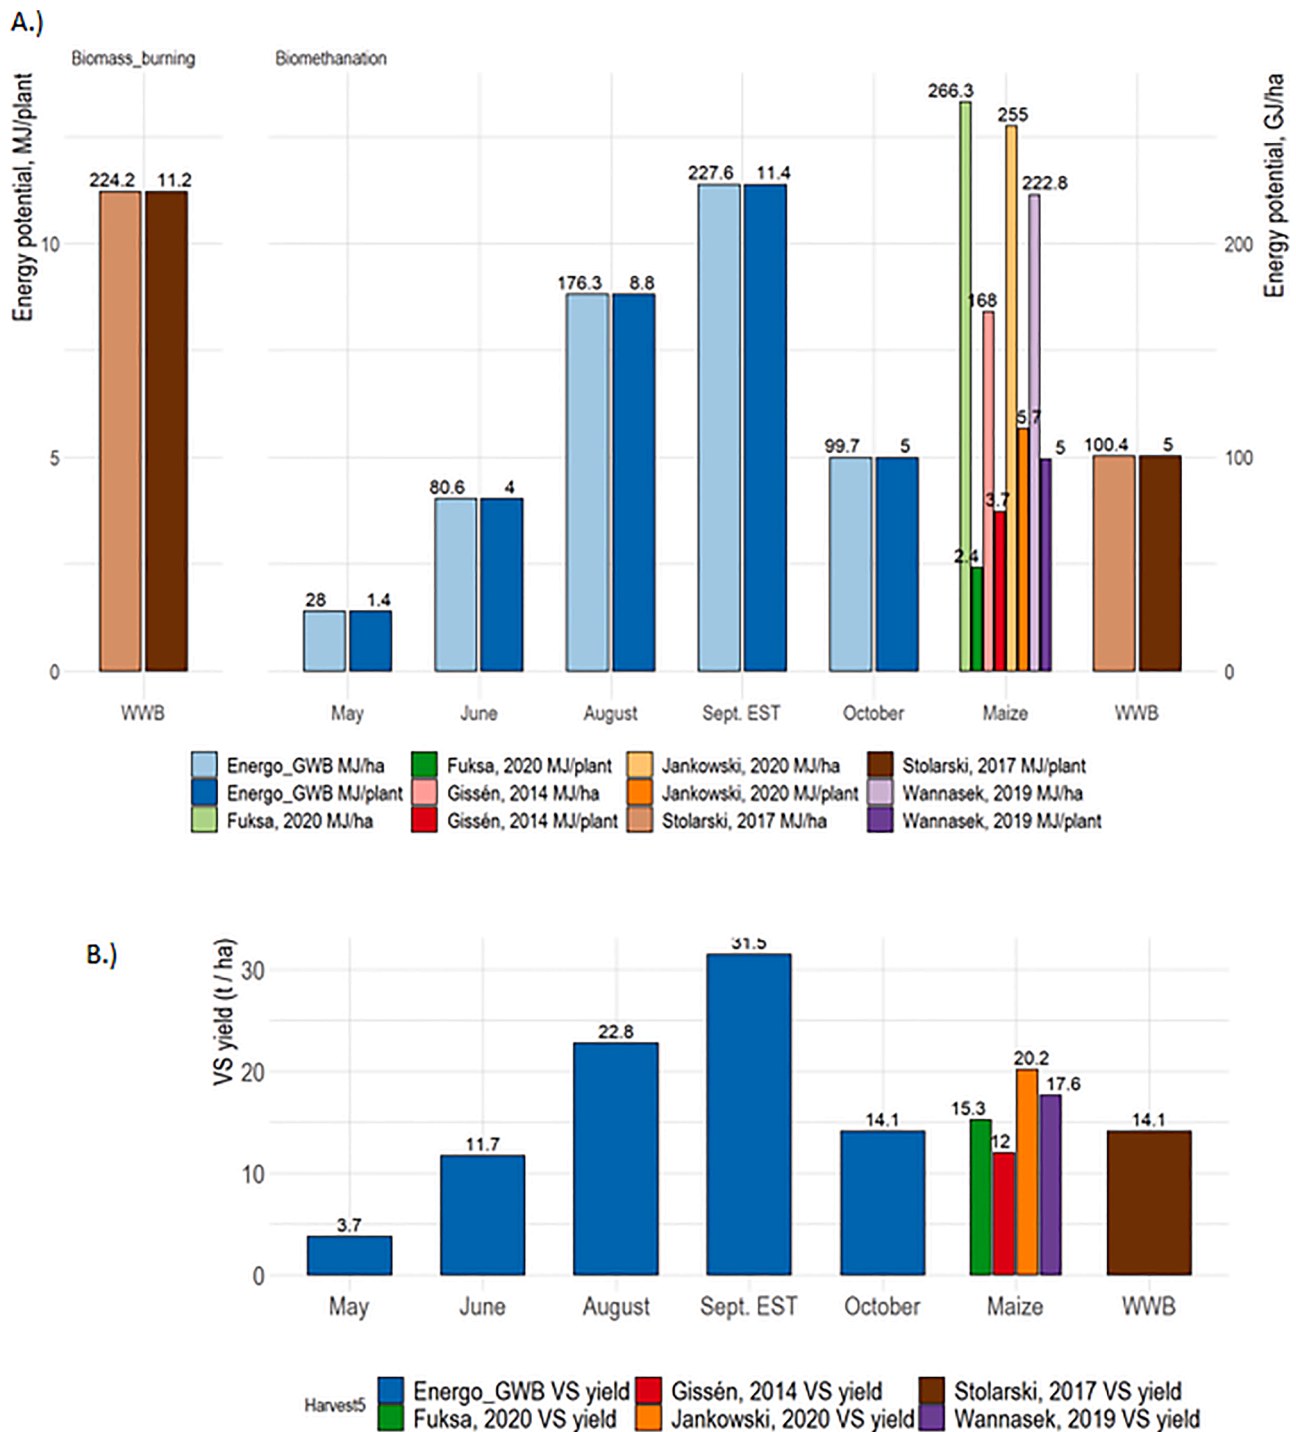 A.)
Biomass_burning
Biomethanation
Energy potential, MJ/plant
Energy potential, GJ/ha
10
5
0
200
100
0
224.2
11.2
28
1.4
80.6
4
176.3
8.8
227.6
11.4
99.7
5
266.3
2.4
168
3.7
255
5.7
222.8
5
100.4
5
WWB
May
June
August
Sept. EST
October
Maize
WWB
Energo_GWB MJ/ha
Energo_GWB MJ/plant
Fuksa, 2020 MJ/ha
Fuksa, 2020 MJ/plant
Gissén, 2014 MJ/ha
Gissén, 2014 MJ/plant
Jankowski, 2020 MJ/ha
Jankowski, 2020 MJ/plant
Stolarski, 2017 MJ/ha
Stolarski, 2017 MJ/plant
Wannasek, 2019 MJ/ha
Wannasek, 2019 MJ/plant
B.)
VS yield (t / ha)
30
20
10
0
3.7
11.7
22.8
31.5
14.1
15.3
12
20.2
17.6
14.1
May
June
August
Sept. EST
October
Maize
WWB
Harvest5
Energo_GWB VS yield
Fuksa, 2020 VS yield
Gissén, 2014 VS yield
Jankowski, 2020 VS yield
Stolarski, 2017 VS yield
Wannasek, 2019 VS yield